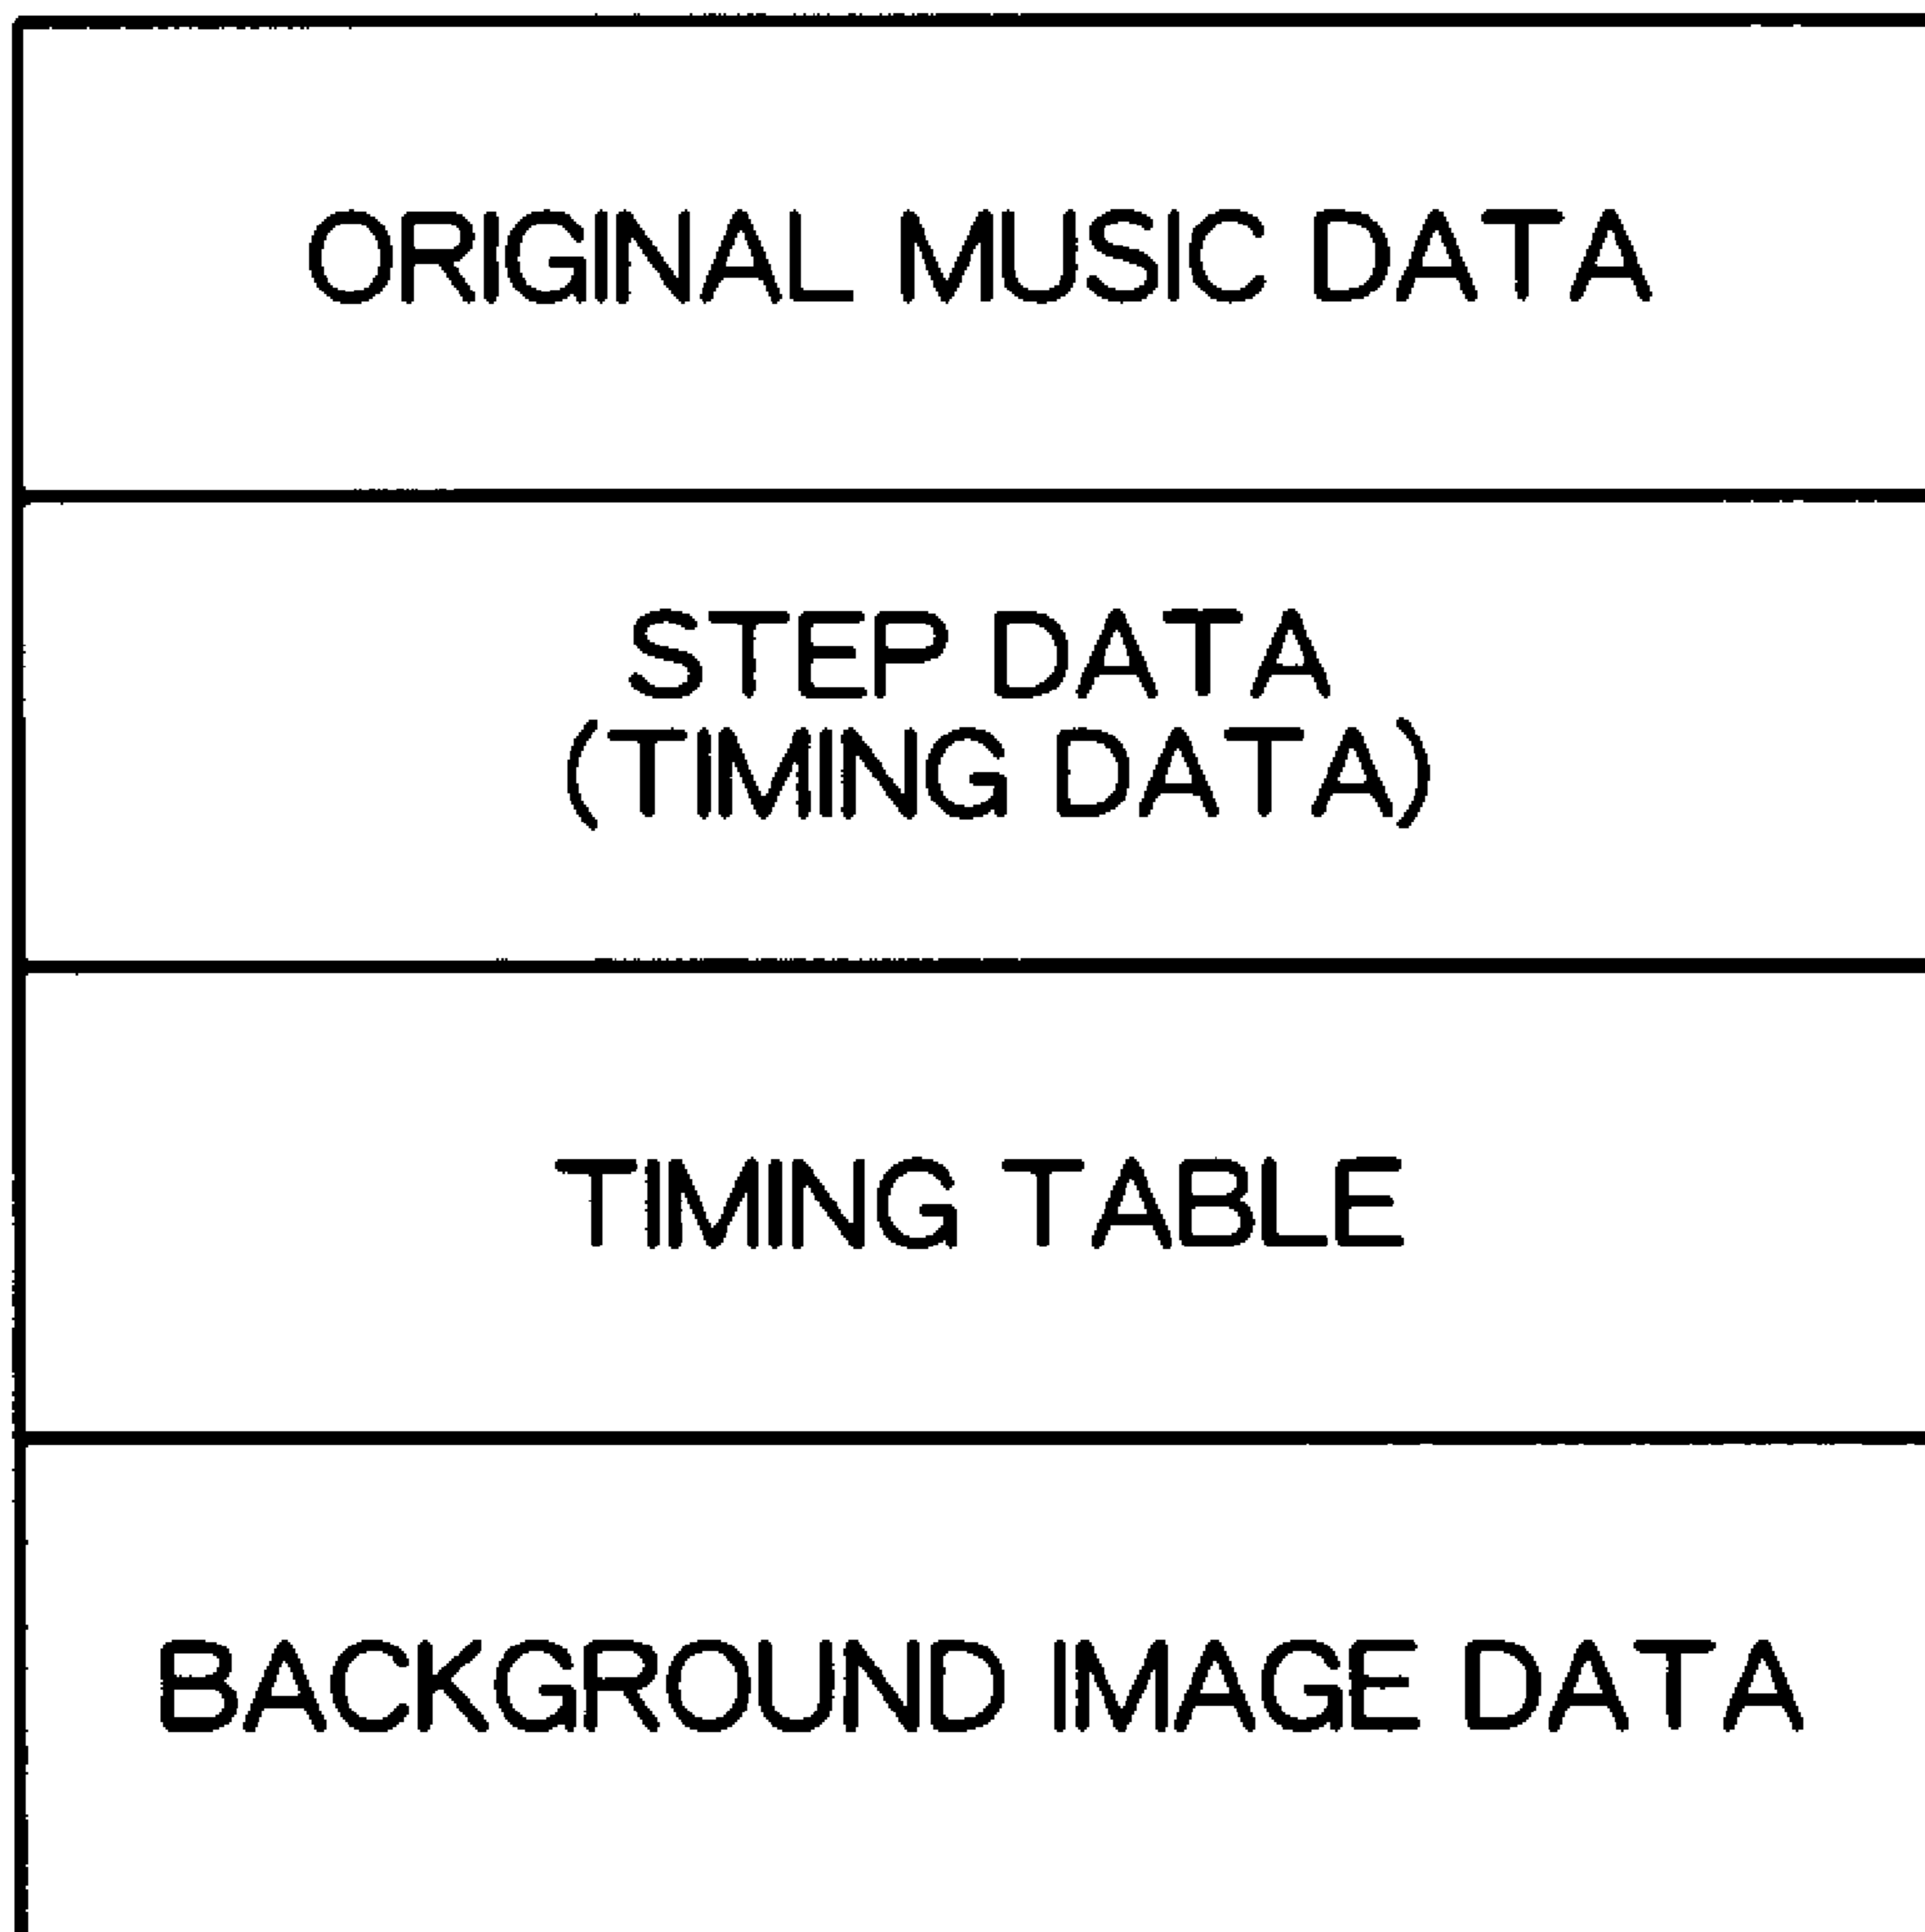 ORIGINAL MUSIC DATA
STEP DATA
(TIMING DATA)
TIMING TABLE
BACKGROUND IMAGE DATA